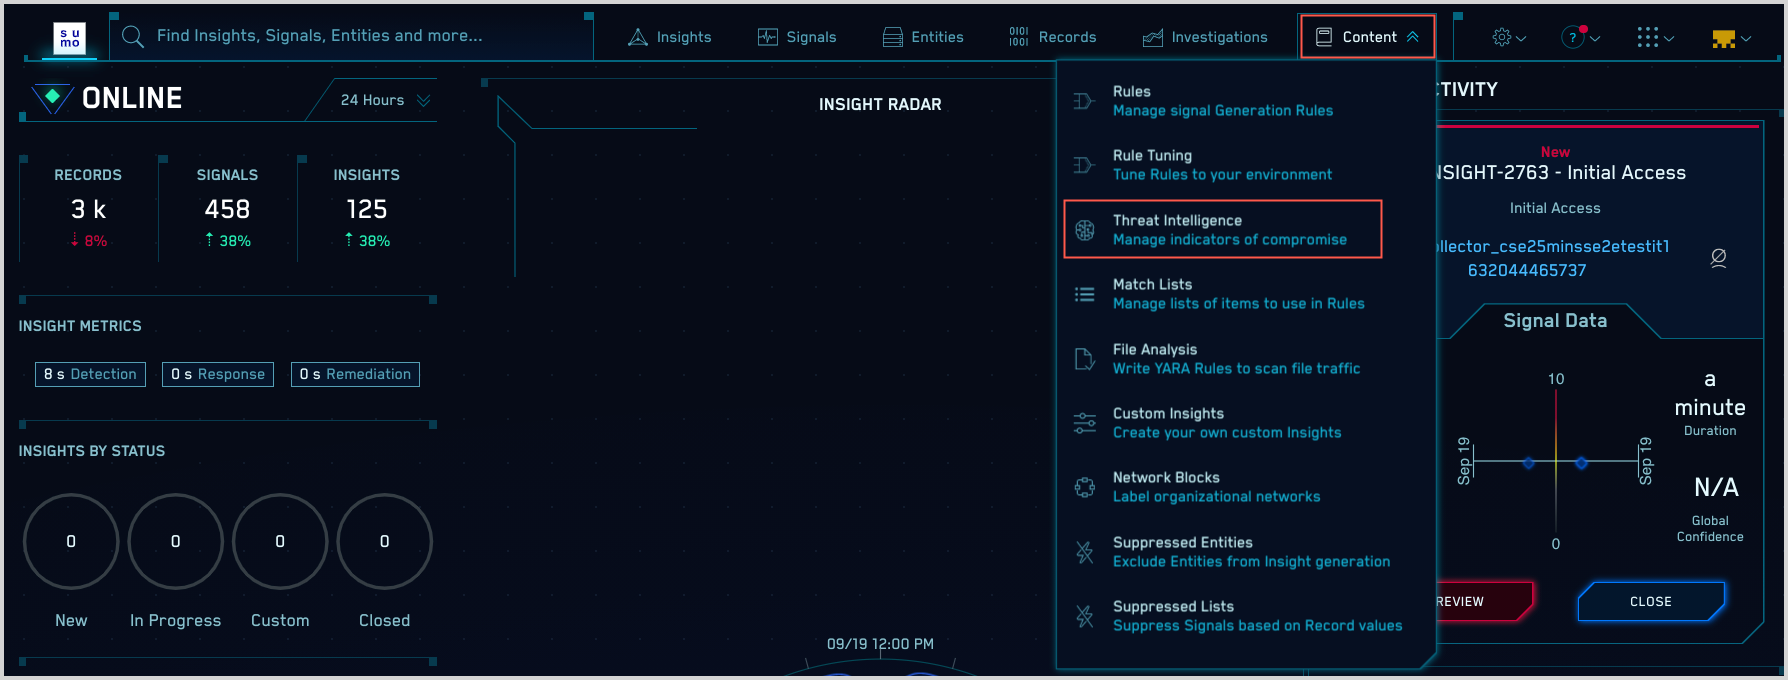 su
mo
Find Insights, Signals, Entities and more...
Insights
Signals
Entities
Records
Investigations
Content
?
ONLINE
24 Hours
RECORDS
3 k
8%
SIGNALS
458
38%
INSIGHTS
125
38%
INSIGHT METRICS
8 s Detection
0 s Response
0 s Remediation
INSIGHTS BY STATUS
0
New
0
In Progress
0
Custom
0
Closed
INSIGHT RADAR
09/19 12:00 PM
Rules
Manage signal Generation Rules
Rule Tuning
Tune Rules to your environment
Threat Intelligence
Manage indicators of compromise
Match Lists
Manage lists of items to use in Rules
File Analysis
Write YARA Rules to scan file traffic
Custom Insights
Create your own custom Insights
Network Blocks
Label organizational networks
Suppressed Entities
Exclude Entities from Insight generation
Suppressed Lists
Suppress Signals based on Record values
CTIVITY
New
NSIGHT-2763 - Initial Access
Initial Access
llector_cse25minsse2etestit1
632044465737
Signal Data
10
Sep 19
Sep 19
0
a
minute
Duration
N/A
Global
Confidence
REVIEW
CLOSE